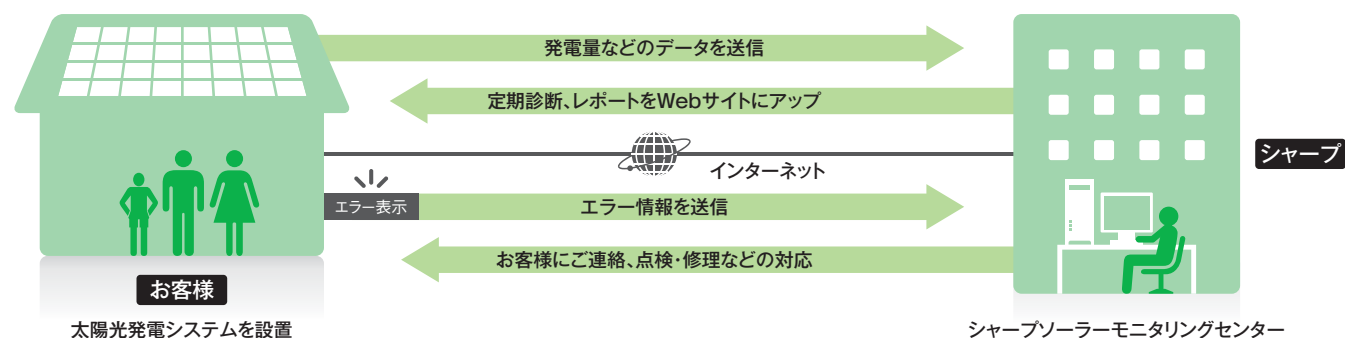 発電量などのデータを送信
定期診断、レポートをWebサイトにアップ
インターネット
シャープ
エラー表示
エラー情報を送信
お客様にご連絡、点検・修理などの対応
お客様
太陽光発電システムを設置
シャープソーラーモニタリングセンター